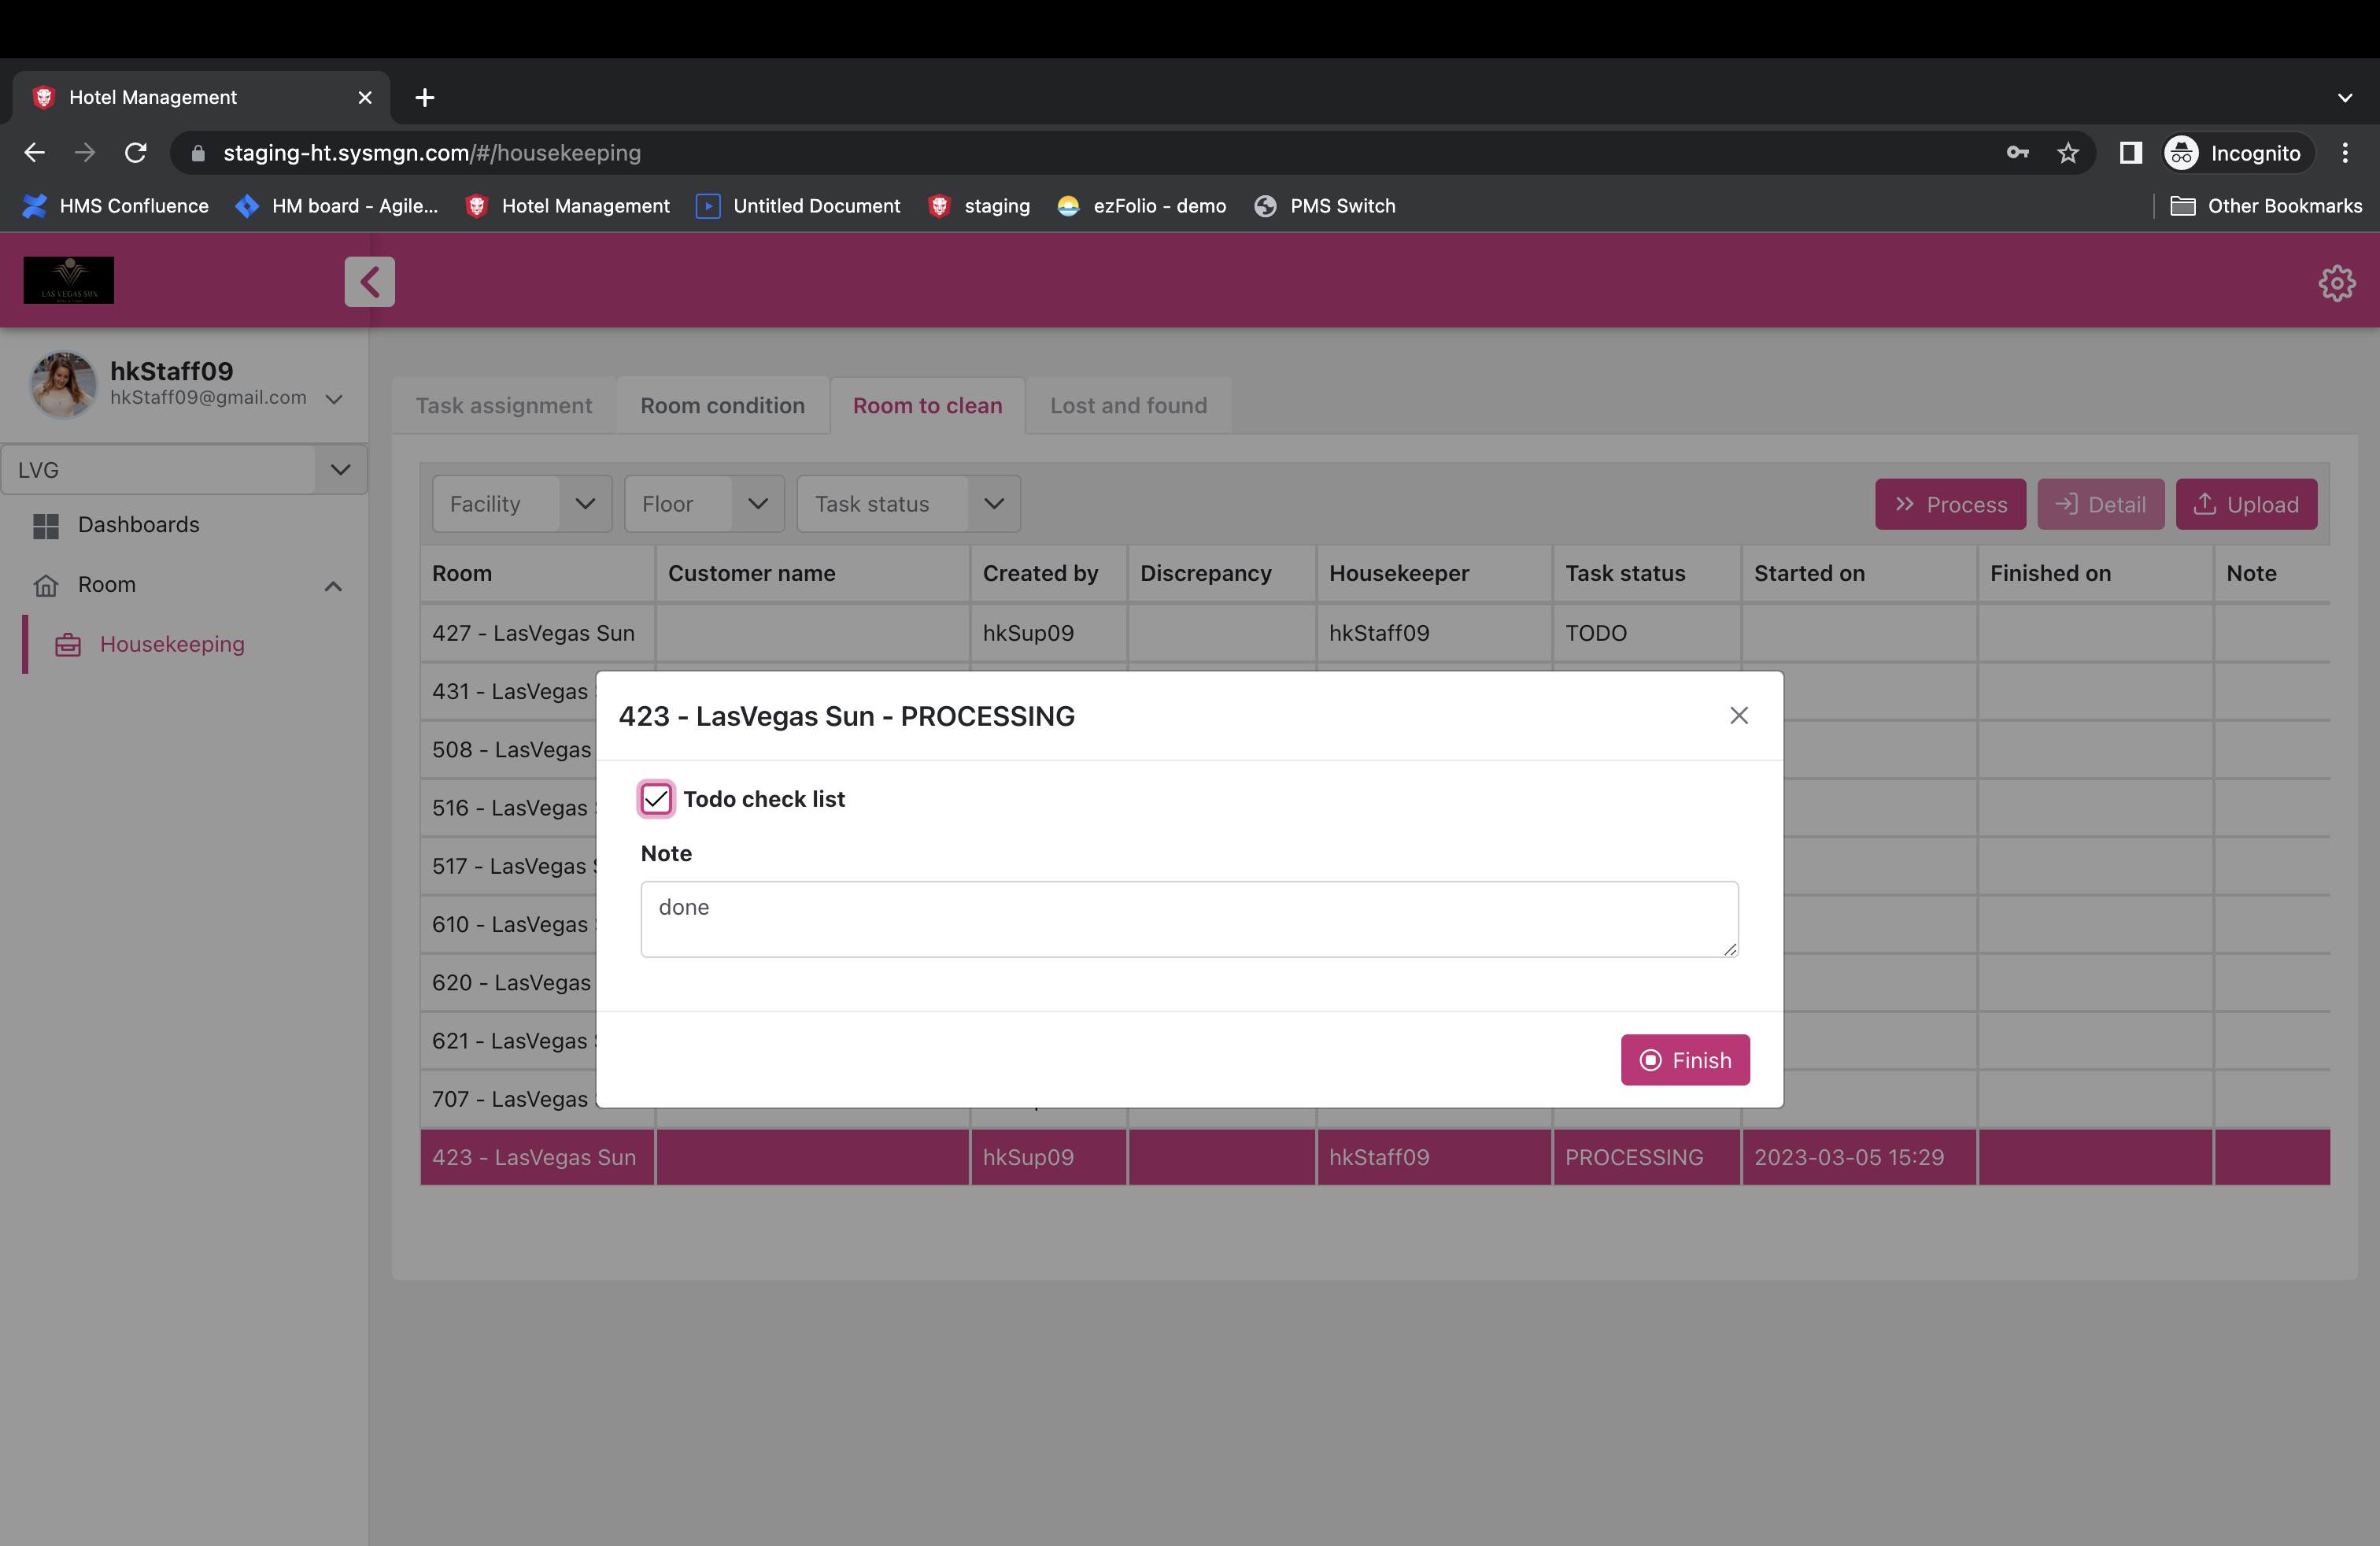 Hotel Management
staging-ht.sysmgn.com/#/housekeeping
Incognito
HMS Confluence
HM board - Agile...
Hotel Management
Untitled Document
staging
ezFolio - demo
PMS Switch
Other Bookmarks
LAS VEGAS SUN
hkStaff09
hkStaff09@gmail.com
LVG
Dashboards
Room
Housekeeping
Task assignment
Room condition
Room to clean
Lost and found
Facility
Floor
Task status
Process
Detail
Upload
Room Customer name Created by Discrepancy Housekeeper Task status Started on Finished on Note
427 - LasVegas Sun hkSup09 hkStaff09 TODO
431 - LasVegas
508 - LasVegas
516 - LasVegas
517 - LasVegas
610 - LasVegas
620 - LasVegas
621 - LasVegas
707 - LasVegas
423 - LasVegas Sun hkSup09 hkStaff09 PROCESSING 2023-03-05 15:29
423 - LasVegas Sun - PROCESSING
Todo check list
Note
done
Finish